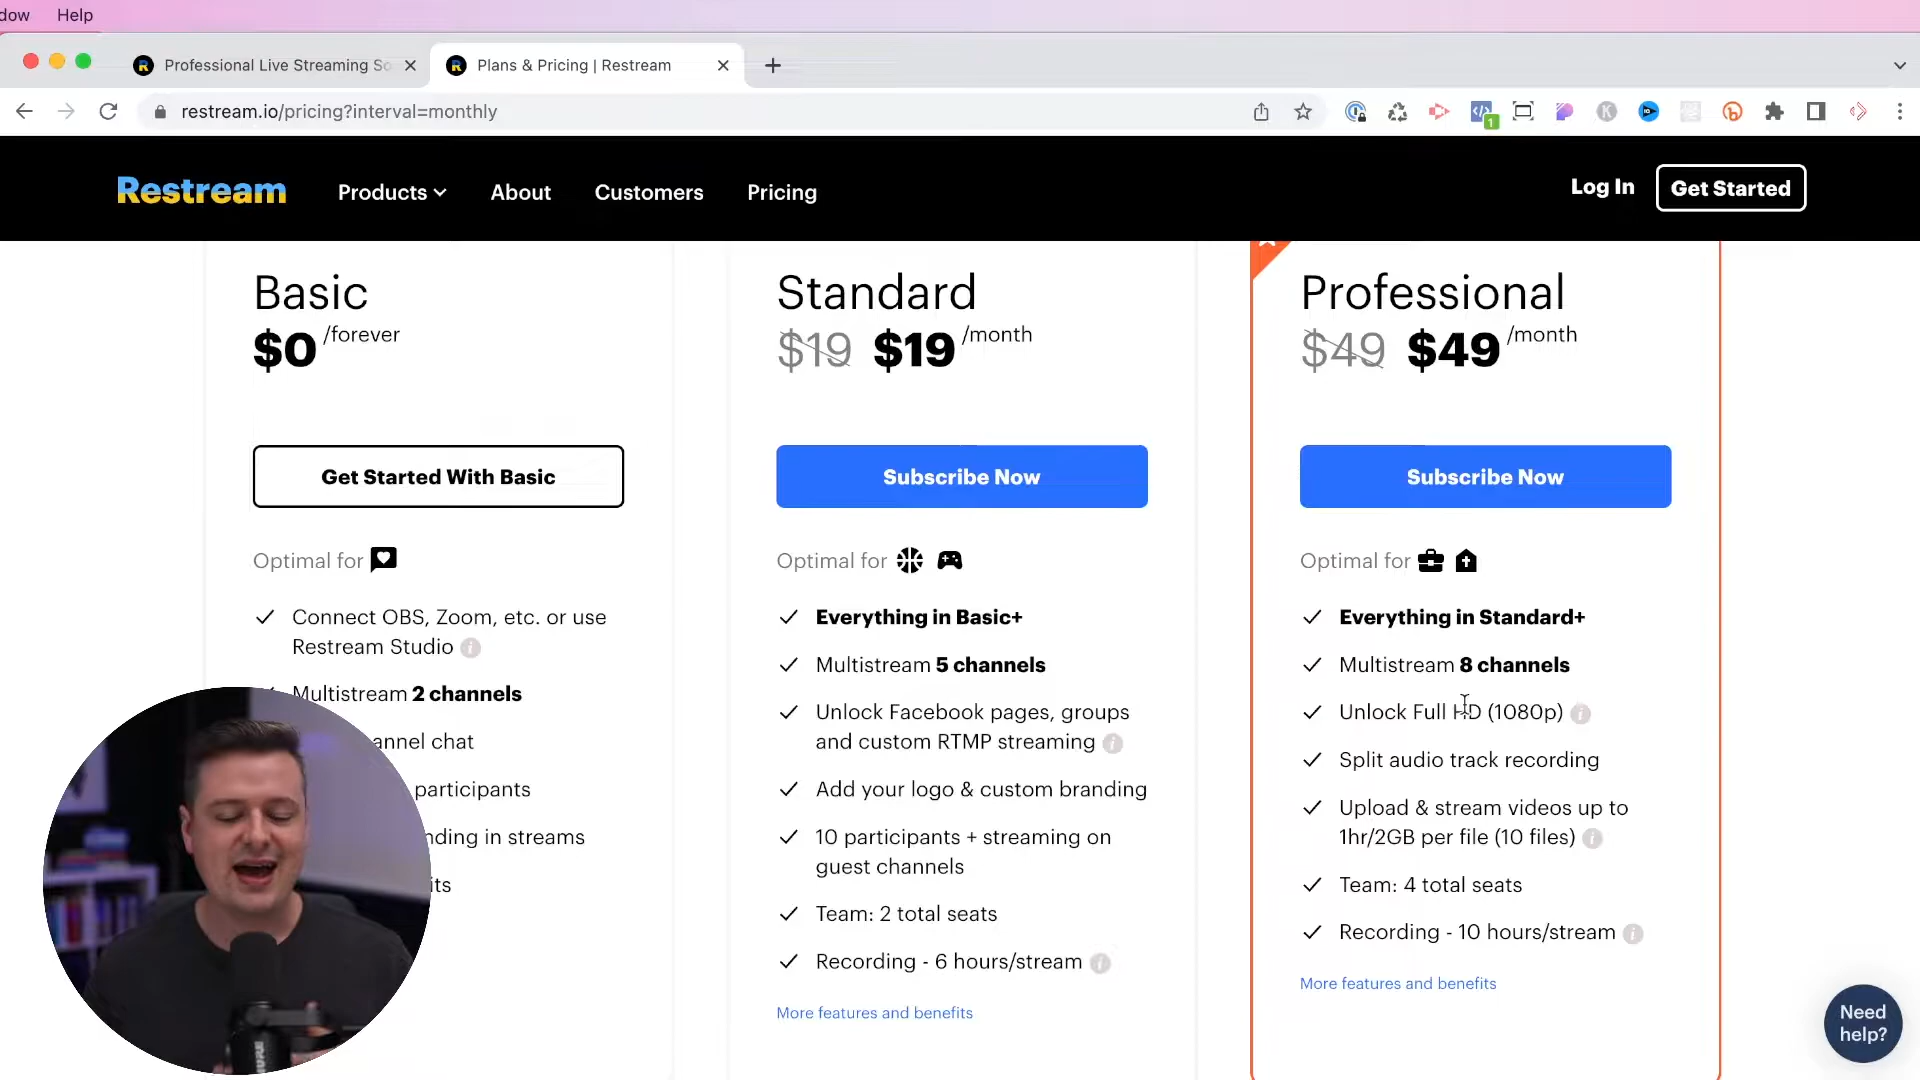 dow Help
Professional Live Streaming So
Plans & Pricing | Restream
restream.io/pricing?interval=monthly
1
Restream
Products
About
Customers
Pricing
Log In
Get Started
Basic
$0 /forever
Get Started With Basic
Optimal for
Connect OBS, Zoom, etc. or use
Restream Studio
Multistream 2 channels
annel chat
participants
nding in streams
its
Standard
$19 $19 /month
Subscribe Now
Optimal for
Everything in Basic+
Multistream 5 channels
Unlock Facebook pages, groups
and custom RTMP streaming
Add your logo & custom branding
10 participants + streaming on
guest channels
Team: 2 total seats
Recording - 6 hours/stream
More features and benefits
Professional
$49 $49 /month
Subscribe Now
Optimal for
Everything in Standard+
Multistream 8 channels
Unlock Full HD (1080p)
Split audio track recording
Upload & stream videos up to
1hr/2GB per file (10 files)
Team: 4 total seats
Recording - 10 hours/stream
More features and benefits
Need
help?